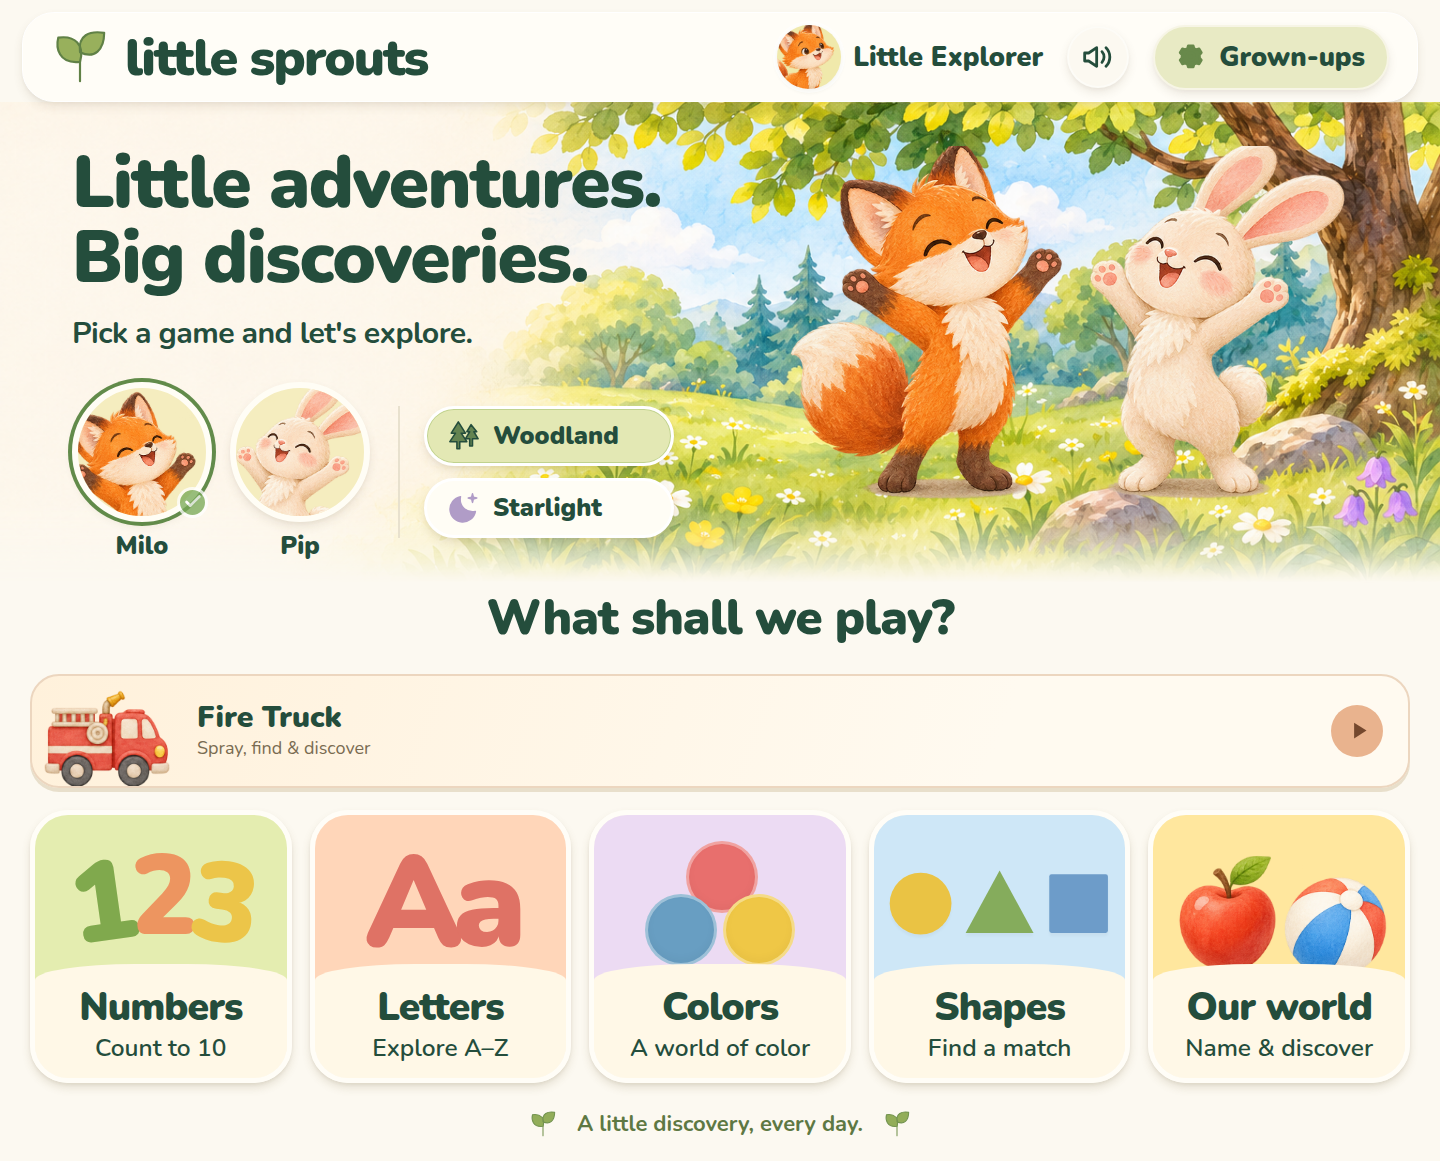 little sprouts
Little Explorer
Grown-ups
Little adventures.
Big discoveries.
Pick a game and let's explore.
Woodland
Starlight
Milo
Pip
What shall we play?
Fire Truck
Spray, find & discover
123
Aa
Numbers
Count to 10
Letters
Explore A–Z
Colors
A world of color
Shapes
Find a match
Our world
Name & discover
A little discovery, every day.